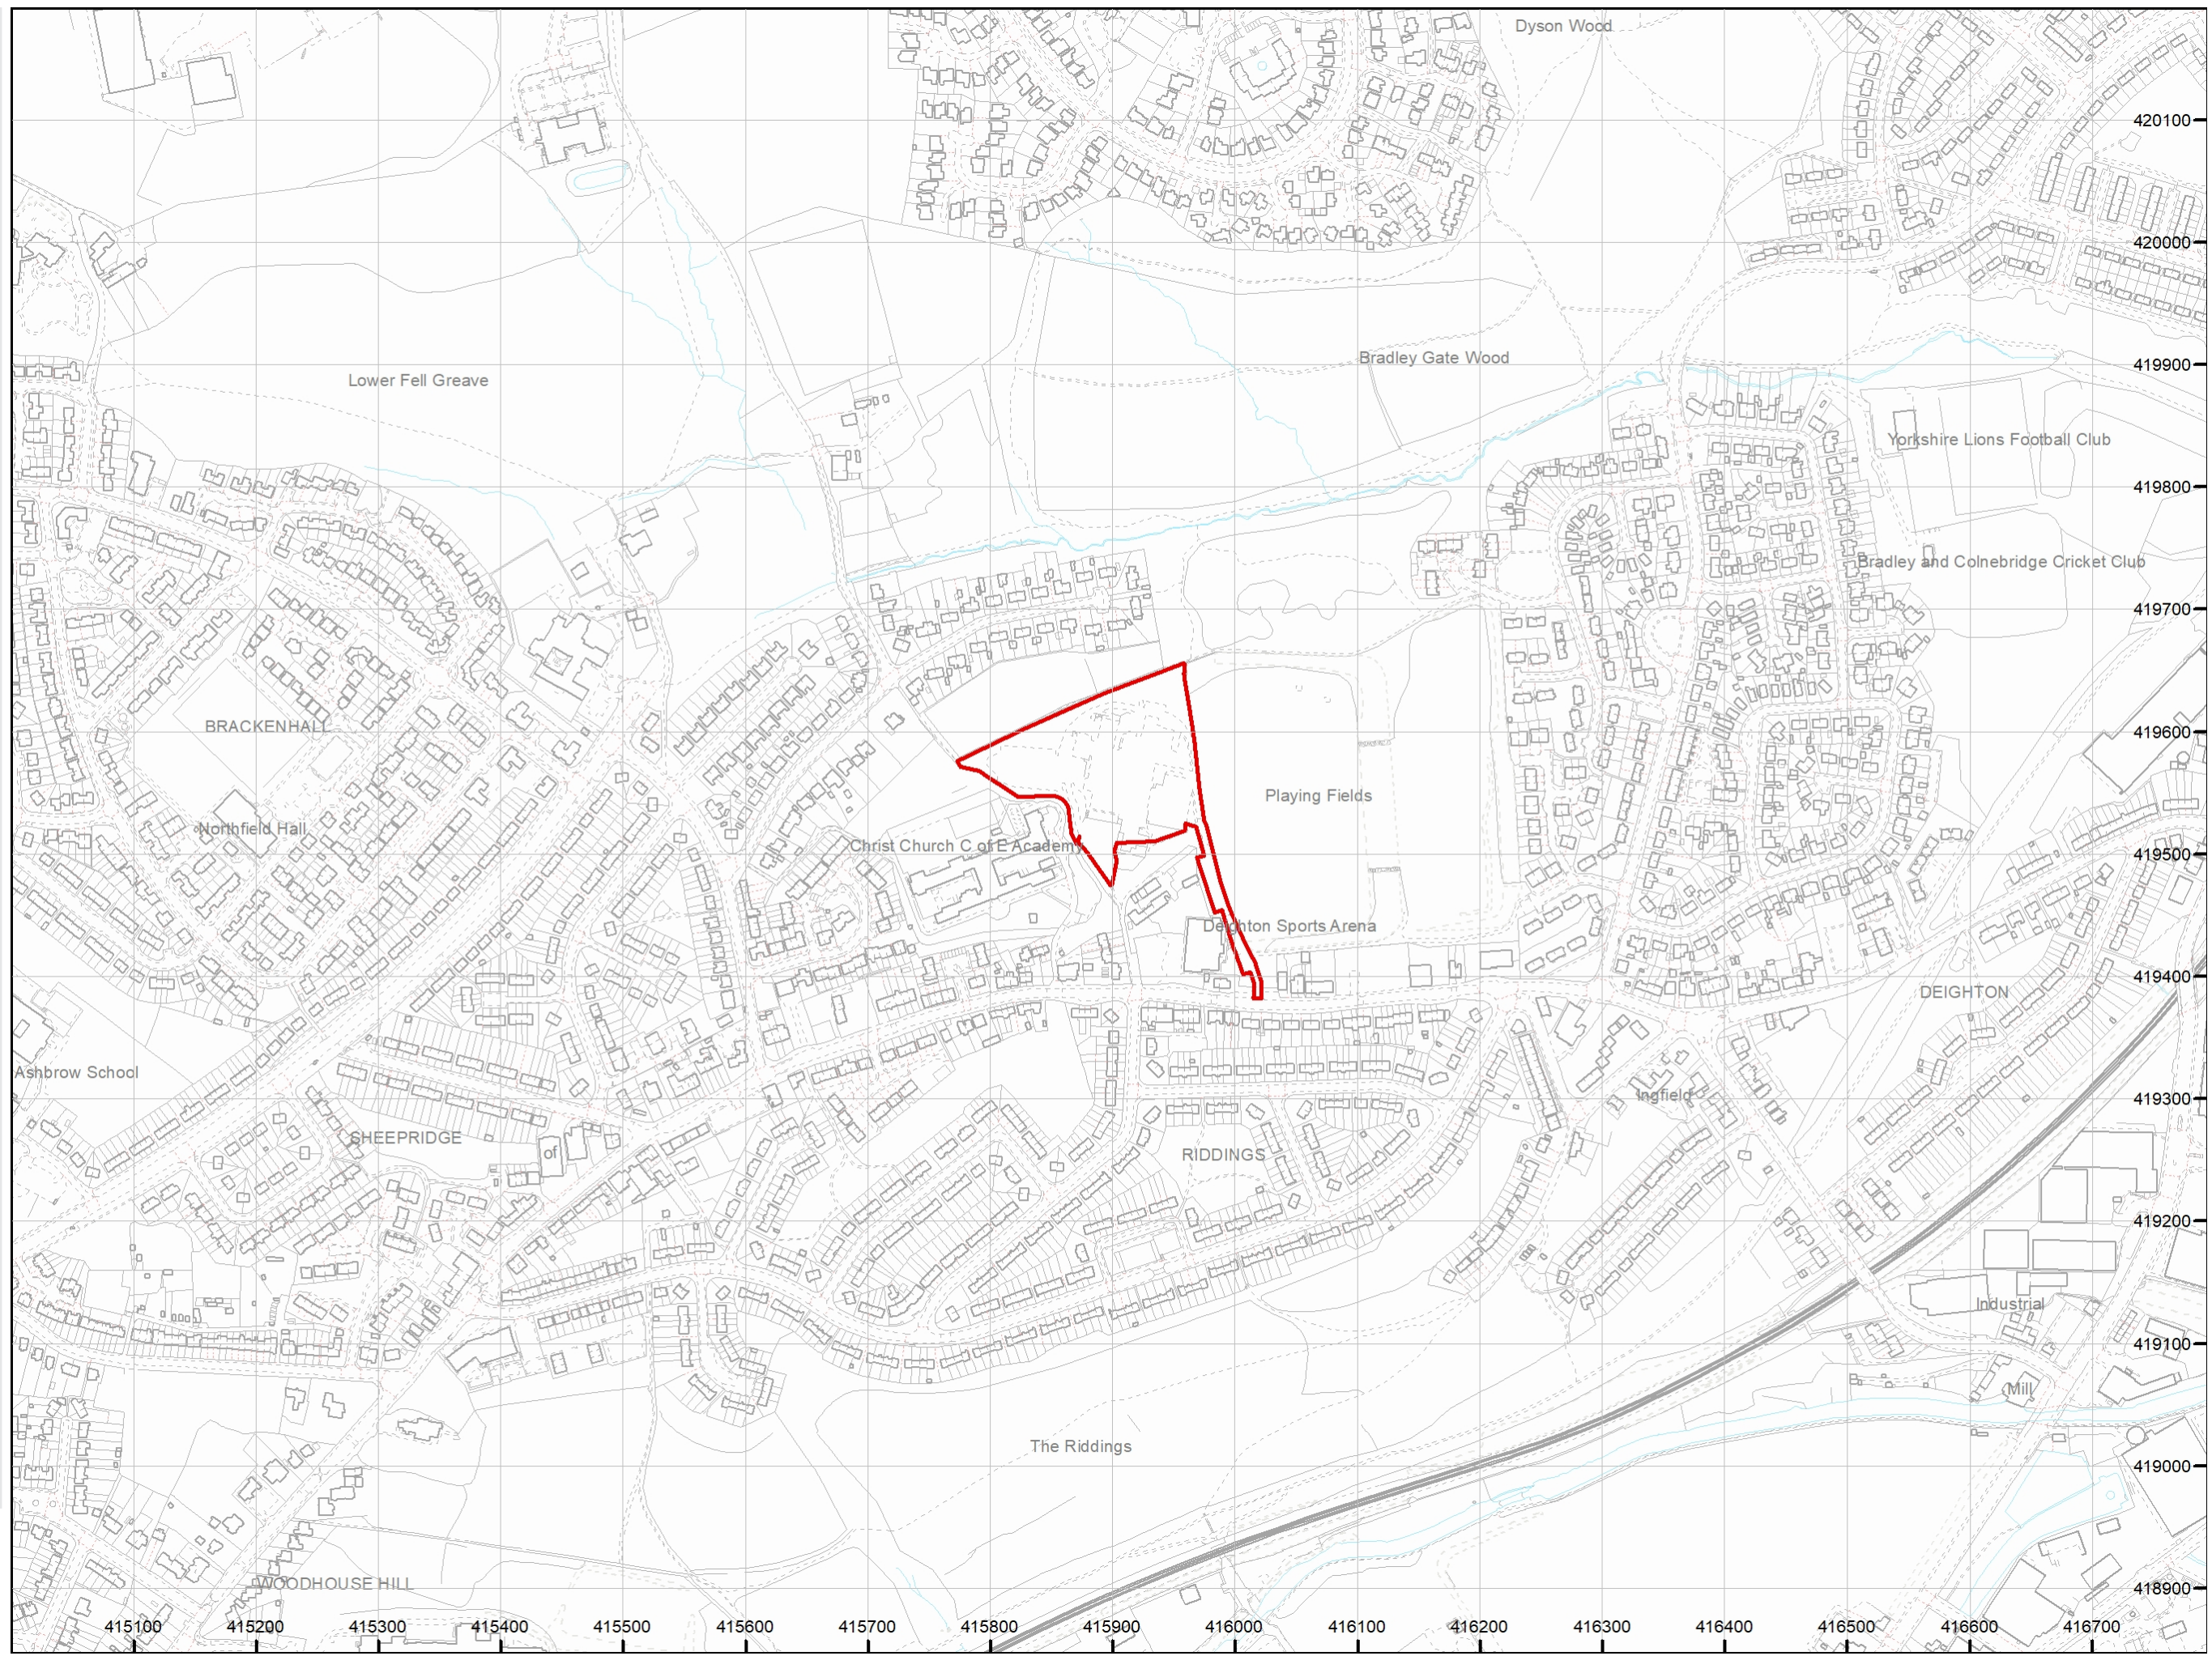 Dyson Wood
420100
420000
Bradley Gate Wood
419900
Lower Fell Greave
Yorkshire Lions Football Club
419800
Bradley and Colnebridge Cricket Club
419700
BRACKENHALL
419600
Playing Fields
Northfield Hall
Christ Church C of E Academy
419500
Deighton Sports Arena
419400
DEIGHTON
Ashbrow School
Ingfield
419300
SHEEPRIDGE
of
RIDDINGS
419200
Industrial
419100
Mill
The Riddings
419000
WOODHOUSE HILL
418900
415100 415200 415300 415400 415500 415600 415700 415800 415900 416000 416100 416200 416300 416400 416500 416600 416700